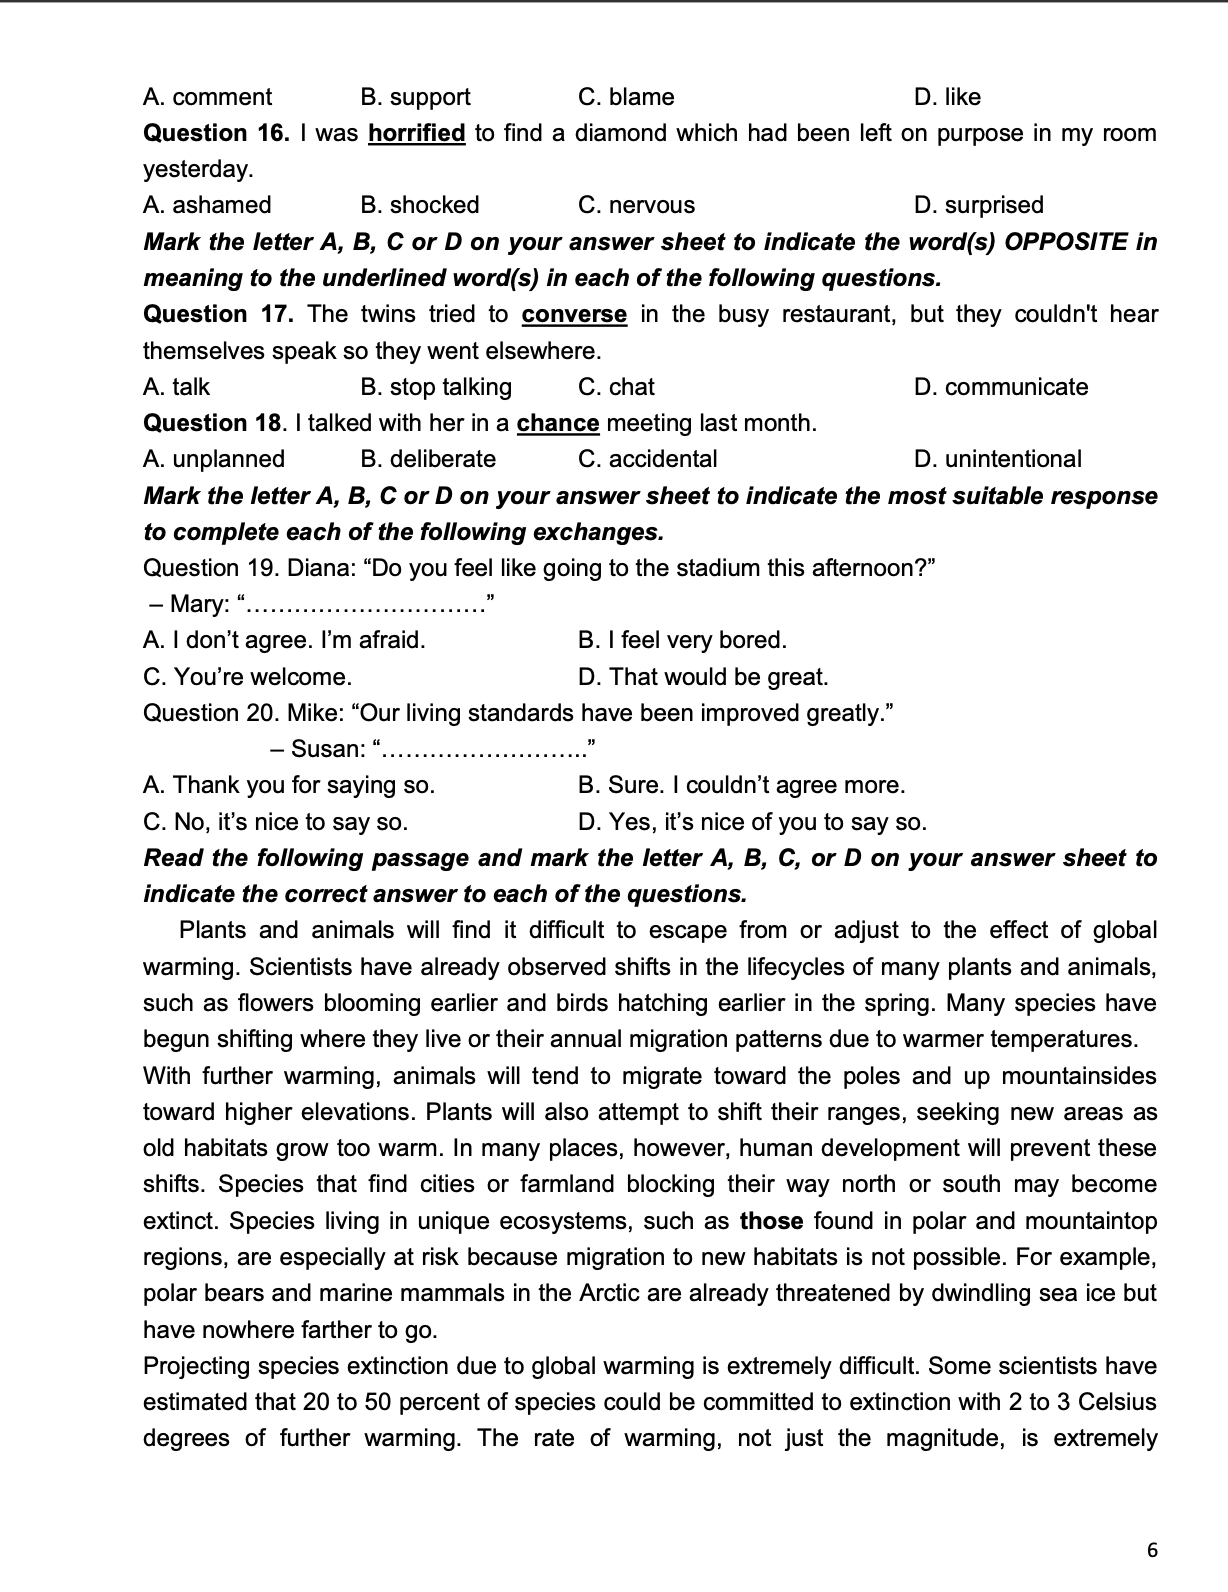 A. comment B. support C. blame D. like
Question 16. I was horrified to find a diamond which had been left on purpose in my room
yesterday.
A. ashamed B. shocked C. nervous D. surprised
Mark the letter A, B, C or D on your answer sheet to indicate the word(s) OPPOSITE in
meaning to the underlined word(s) in each of the following questions.
Question 17. The twins tried to converse in the busy restaurant, but they couldn't hear
themselves speak so they went elsewhere.
A. talk B. stop talking C. chat D. communicate
Question 18. I talked with her in a chance meeting last month.
A. unplanned B. deliberate C. accidental D. unintentional
Mark the letter A, B, C or D on your answer sheet to indicate the most suitable response
to complete each of the following exchanges.
Question 19. Diana: “Do you feel like going to the stadium this afternoon?”
– Mary: “…………………………”
A. I don’t agree. I’m afraid. B. I feel very bored.
C. You’re welcome. D. That would be great.
Question 20. Mike: “Our living standards have been improved greatly.”
– Susan: “……………………..”
A. Thank you for saying so. B. Sure. I couldn’t agree more.
C. No, it’s nice to say so. D. Yes, it’s nice of you to say so.
Read the following passage and mark the letter A, B, C, or D on your answer sheet to
indicate the correct answer to each of the questions.
Plants and animals will find it difficult to escape from or adjust to the effect of global
warming. Scientists have already observed shifts in the lifecycles of many plants and animals,
such as flowers blooming earlier and birds hatching earlier in the spring. Many species have
begun shifting where they live or their annual migration patterns due to warmer temperatures.
With further warming, animals will tend to migrate toward the poles and up mountainsides
toward higher elevations. Plants will also attempt to shift their ranges, seeking new areas as
old habitats grow too warm. In many places, however, human development will prevent these
shifts. Species that find cities or farmland blocking their way north or south may become
extinct. Species living in unique ecosystems, such as those found in polar and mountaintop
regions, are especially at risk because migration to new habitats is not possible. For example,
polar bears and marine mammals in the Arctic are already threatened by dwindling sea ice but
have nowhere farther to go.
Projecting species extinction due to global warming is extremely difficult. Some scientists have
estimated that 20 to 50 percent of species could be committed to extinction with 2 to 3 Celsius
degrees of further warming. The rate of warming, not just the magnitude, is extremely
6